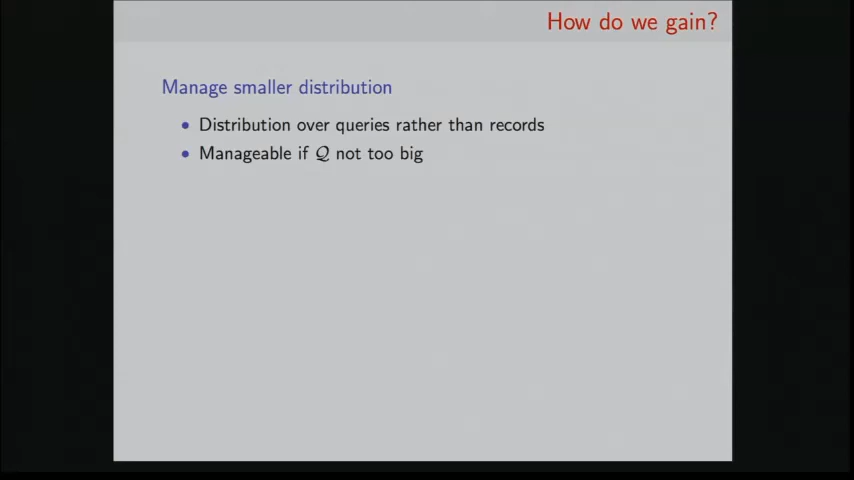 How do we gain?
Manage smaller distribution
• Distribution over queries rather than records
• Manageable if 𝒬 not too big